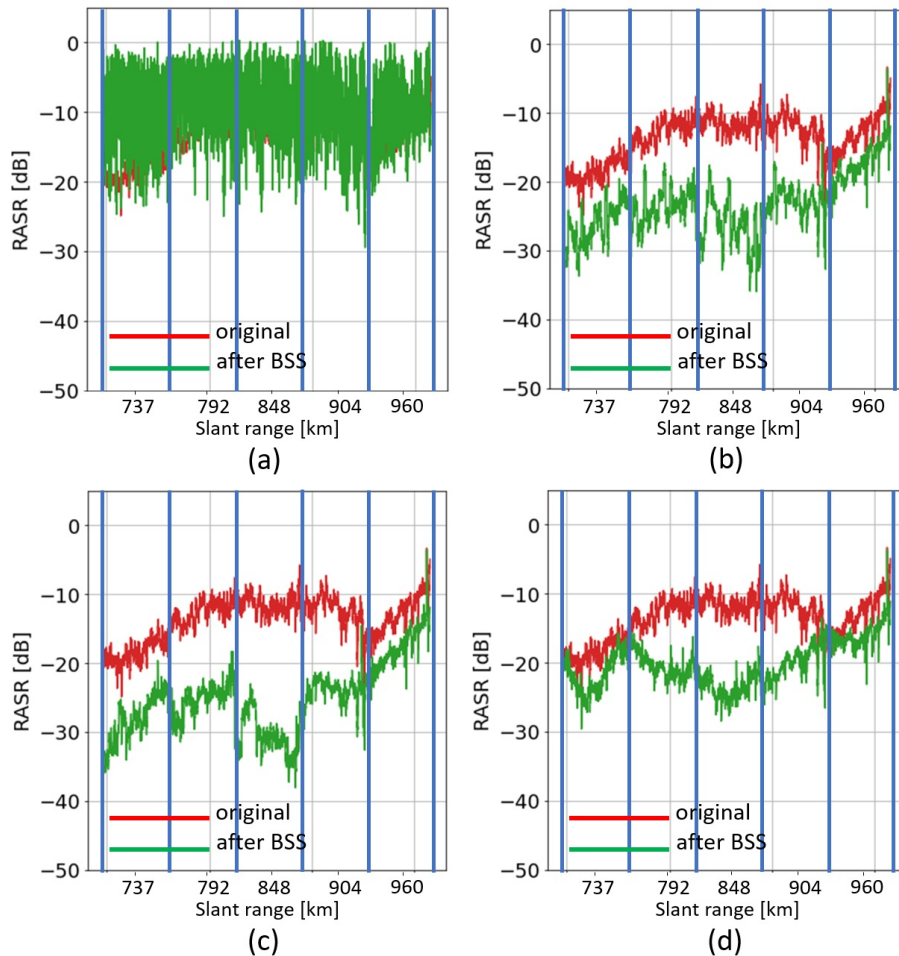 0
−10
−20
−30
−40
−50
RASR [dB]
original
after BSS
737 792 848 904 960
Slant range [km]
(a)
0
−10
−20
−30
−40
−50
RASR [dB]
original
after BSS
737 792 848 904 960
Slant range [km]
(b)
0
−10
−20
−30
−40
−50
RASR [dB]
original
after BSS
737 792 848 904 960
Slant range [km]
(c)
0
−10
−20
−30
−40
−50
RASR [dB]
original
after BSS
737 792 848 904 960
Slant range [km]
(d)